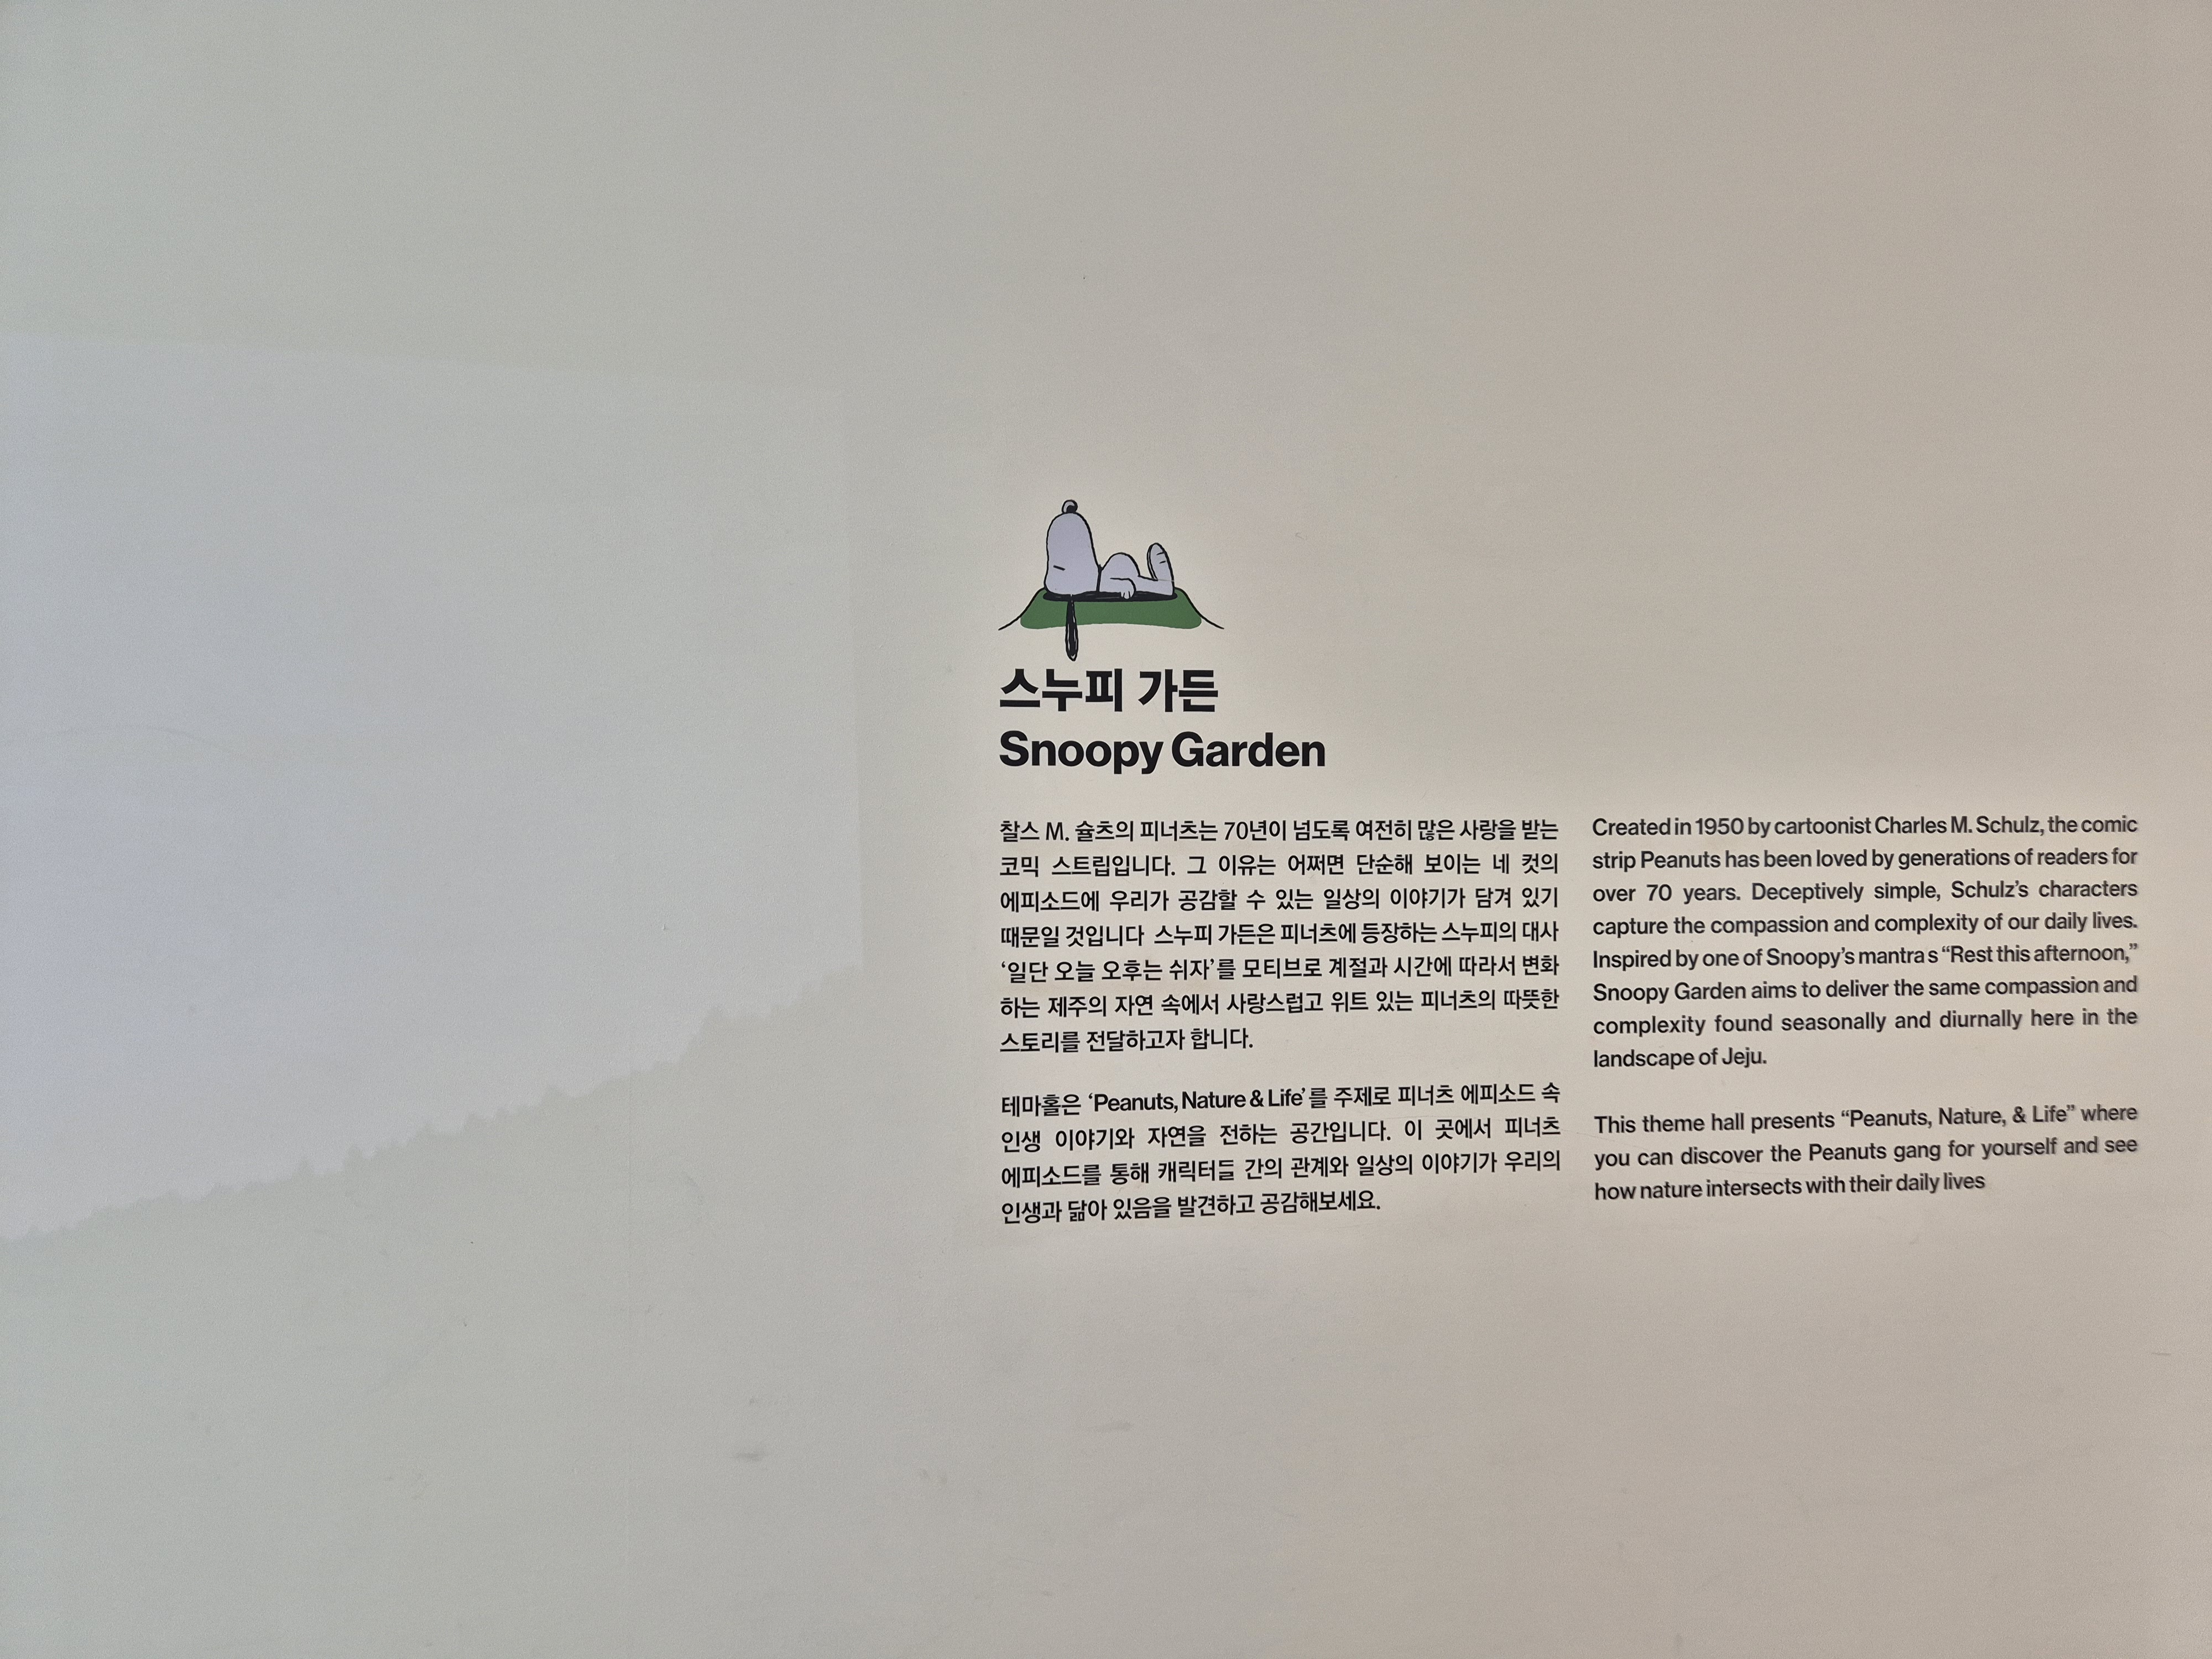 스누피 가든
Snoopy Garden
찰스 M. 슐츠의 피너츠는 70년이 넘도록 여전히 많은 사랑을 받는
코믹 스트립입니다. 그 이유는 어쩌면 단순해 보이는 네 컷의
에피소드에 우리가 공감할 수 있는 일상의 이야기가 담겨 있기
때문일 것입니다 스누피 가든은 피너츠에 등장하는 스누피의 대사
‘일단 오늘 오후는 쉬자’를 모티브로 계절과 시간에 따라서 변화
하는 제주의 자연 속에서 사랑스럽고 위트 있는 피너츠의 따뜻한
스토리를 전달하고자 합니다.
테마홀은 ‘Peanuts, Nature & Life’를 주제로 피너츠 에피소드 속
인생 이야기와 자연을 전하는 공간입니다. 이 곳에서 피너츠
에피소드를 통해 캐릭터들 간의 관계와 일상의 이야기가 우리의
인생과 닮아 있음을 발견하고 공감해보세요.
Created in 1950 by cartoonist Charles M. Schulz, the comic
strip Peanuts has been loved by generations of readers for
over 70 years. Deceptively simple, Schulz’s characters
capture the compassion and complexity of our daily lives.
Inspired by one of Snoopy’s mantra s “Rest this afternoon,”
Snoopy Garden aims to deliver the same compassion and
complexity found seasonally and diurnally here in the
landscape of Jeju.
This theme hall presents “Peanuts, Nature, & Life” where
you can discover the Peanuts gang for yourself and see
how nature intersects with their daily lives